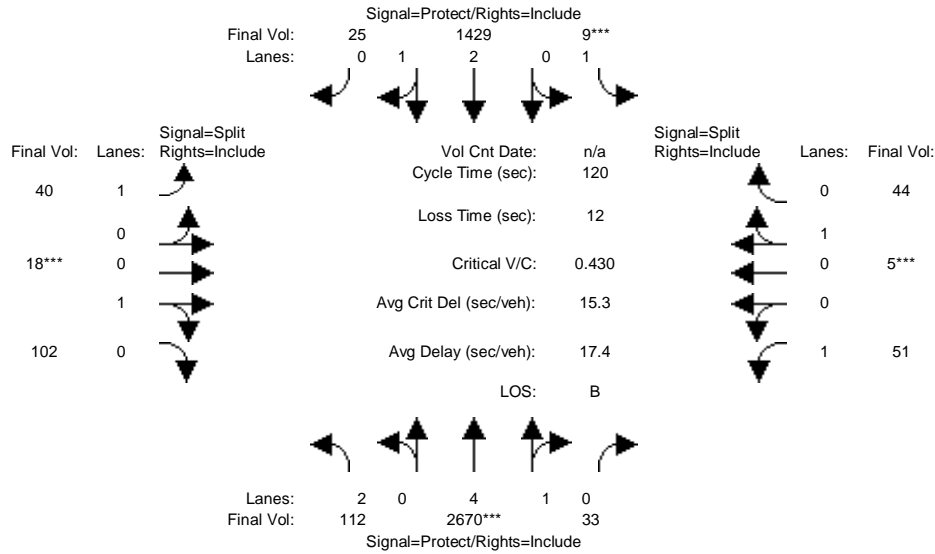 Signal=Protect/Rights=Include
Final Vol: 25 1429 9***
Lanes: 0 1 2 0 1
Signal=Split
Final Vol: Lanes: Rights=Include
Vol Cnt Date: n/a
Signal=Split
Rights=Include Lanes: Final Vol:
Cycle Time (sec): 120
40 1
0 44
Loss Time (sec): 12
0
1
18*** 0
Critical V/C: 0.430
0 5***
1
Avg Crit Del (sec/veh): 15.3
0
102 0
Avg Delay (sec/veh): 17.4
1 51
LOS: B
Lanes: 2 0 4 1 0
Final Vol: 112 2670*** 33
Signal=Protect/Rights=Include